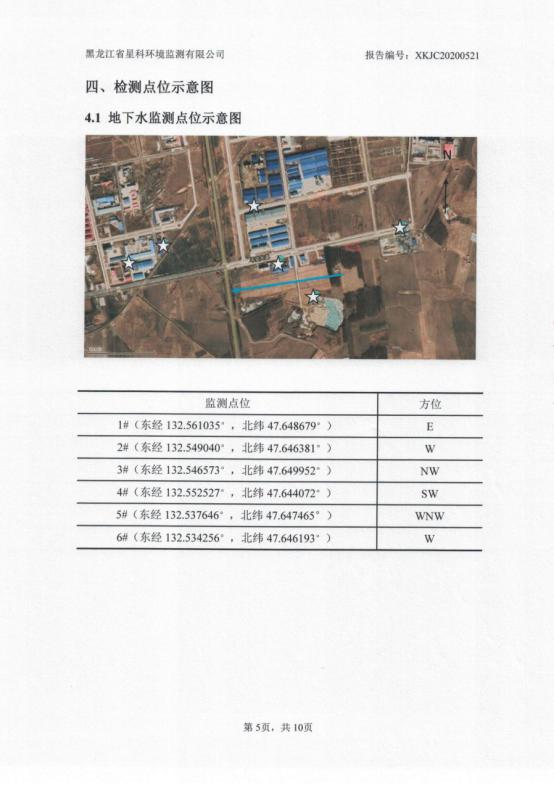 黑龙江省星科环境监测有限公司 报告编号：XKJC20200521
四、检测点位示意图
4.1 地下水监测点位示意图
N
监测点位 方位
1#（东经 132.561035°，北纬 47.648679°） E
2#（东经 132.549040°，北纬 47.646381°） W
3#（东经 132.546573°，北纬 47.649952°） NW
4#（东经 132.552527°，北纬 47.644072°） SW
5#（东经 132.537646°，北纬 47.647465°） WNW
6#（东经 132.534256°，北纬 47.646193°） W
第 5页，共 10页